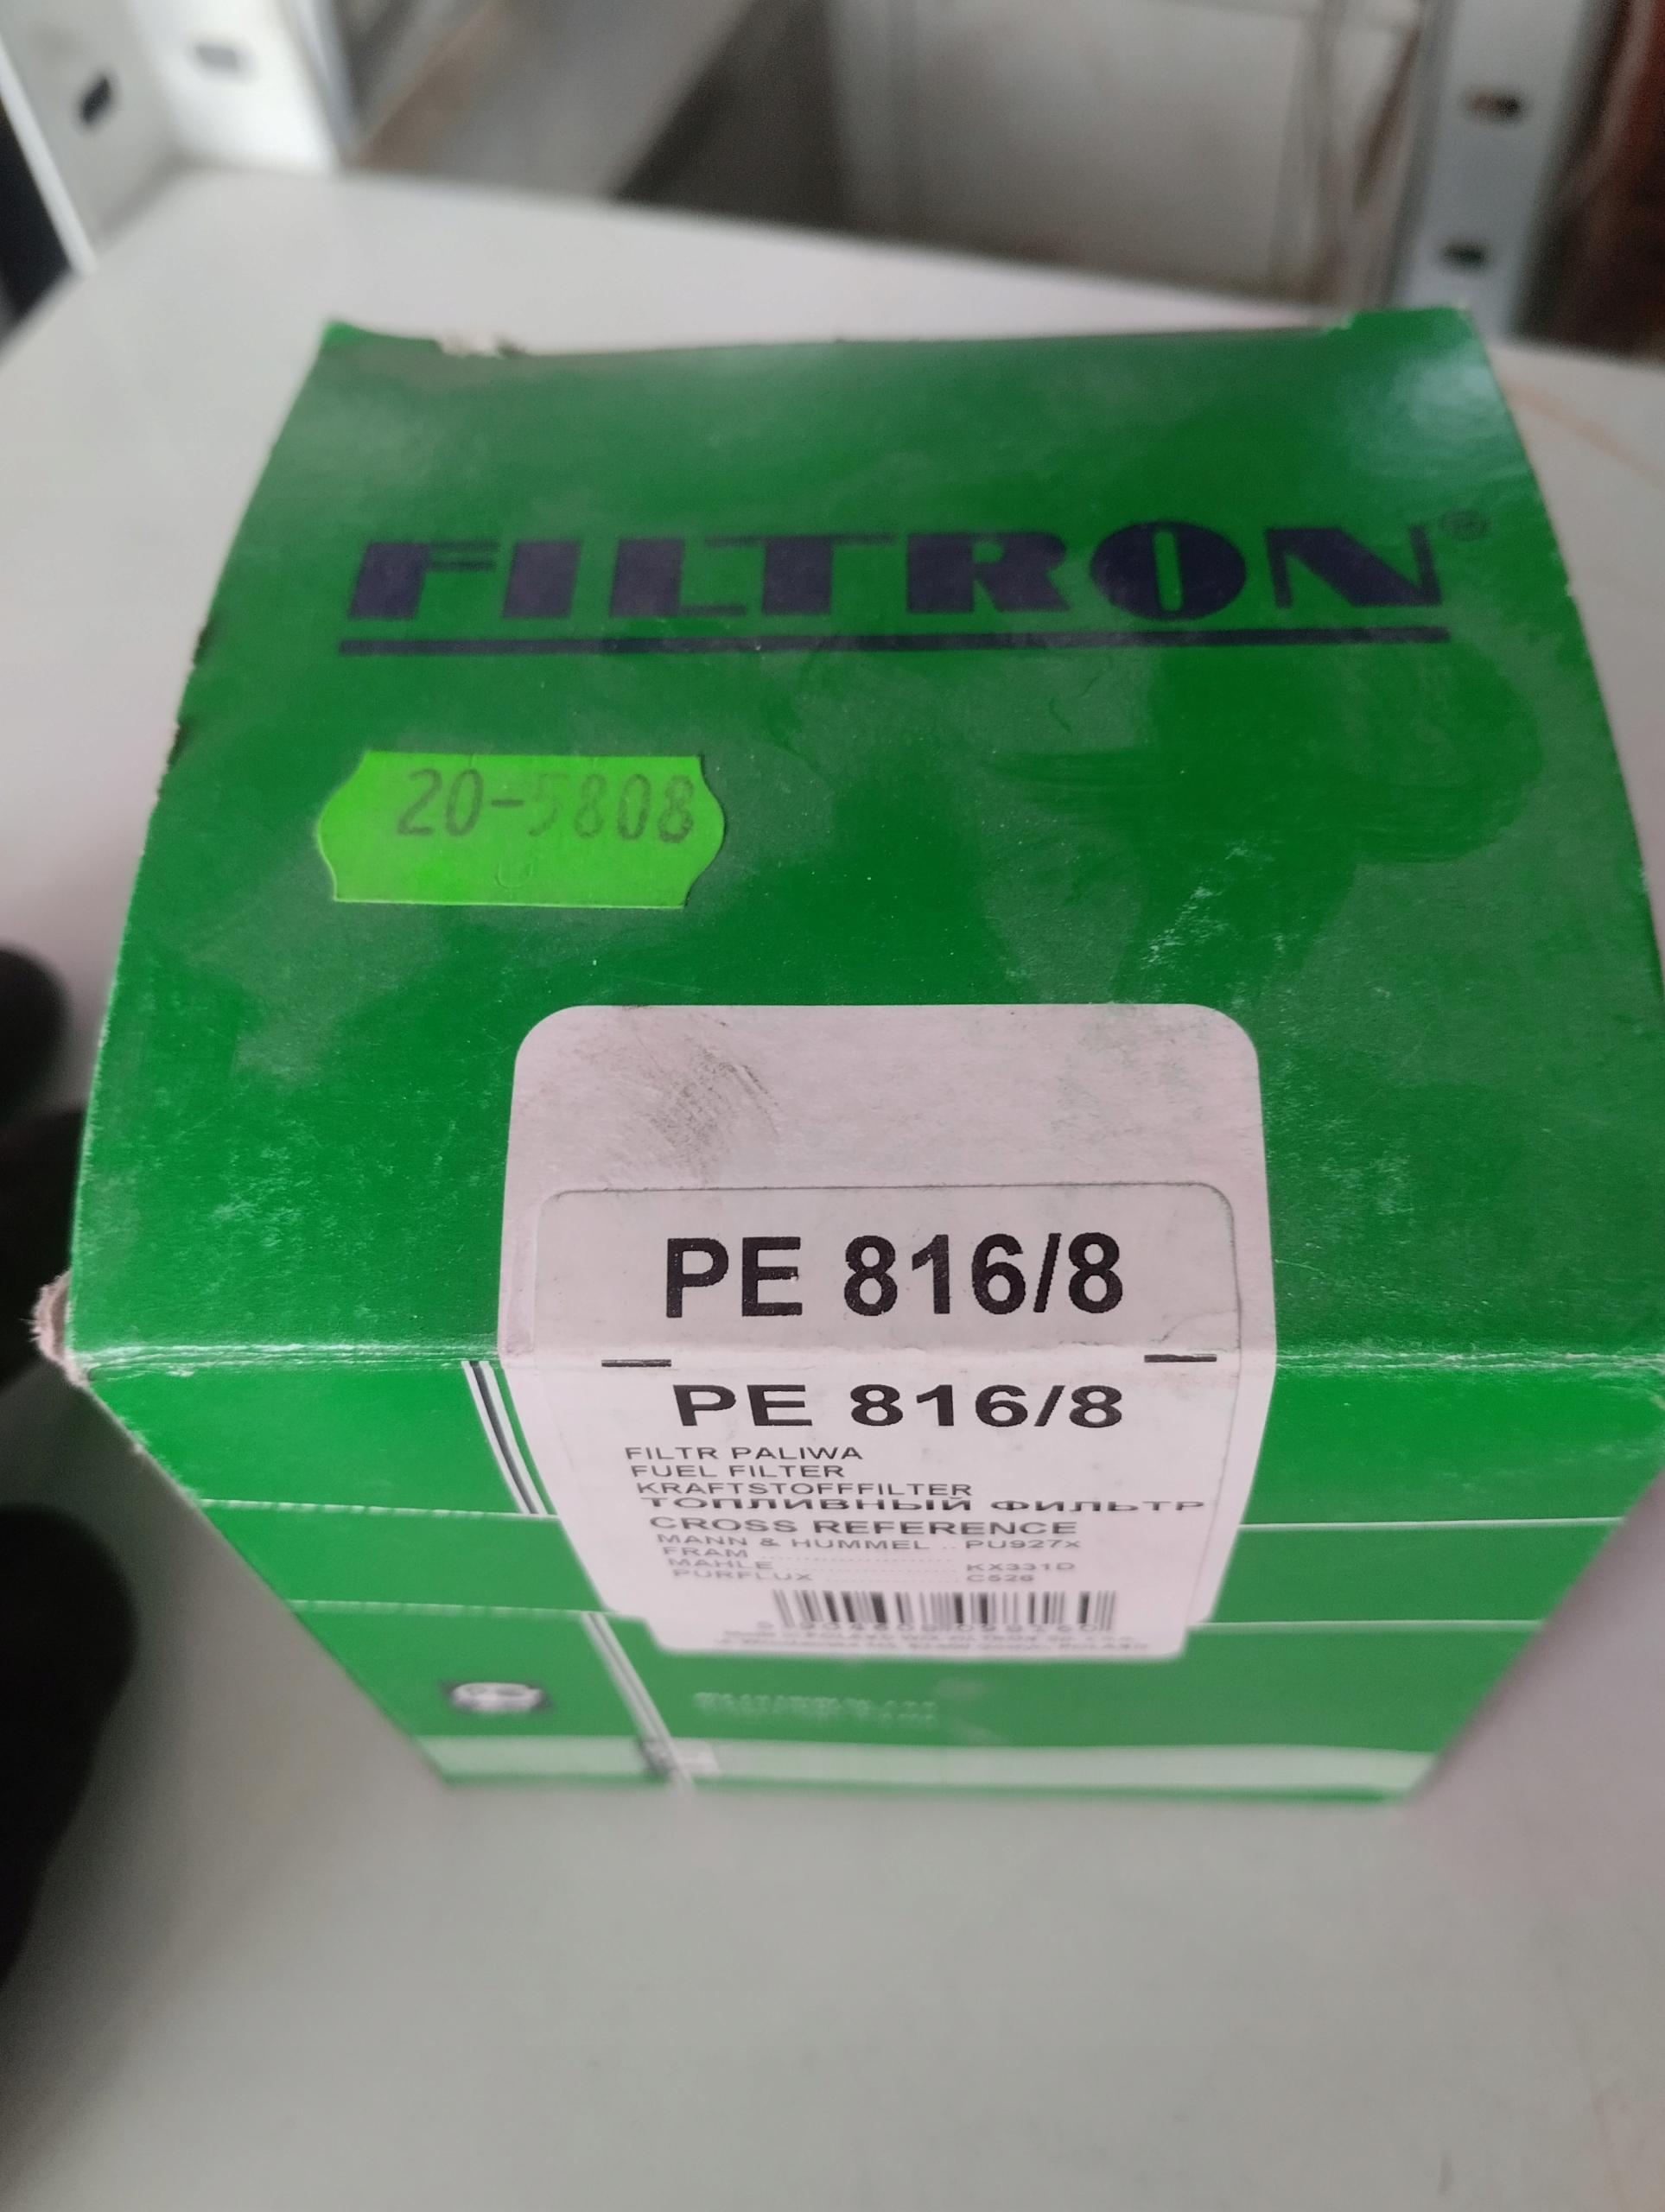 FILTRON®
20-5808
PE 816/8
PE 816/8
FILTR PALIWA
FUEL FILTER
KRAFTSTOFFFILTER
ТОПЛИВНЫЙ ФИЛЬТР
CROSS REFERENCE
MANN & HUMMEL .. PU927X
FRAM
MAHLE KX331D
PURFLUX C526